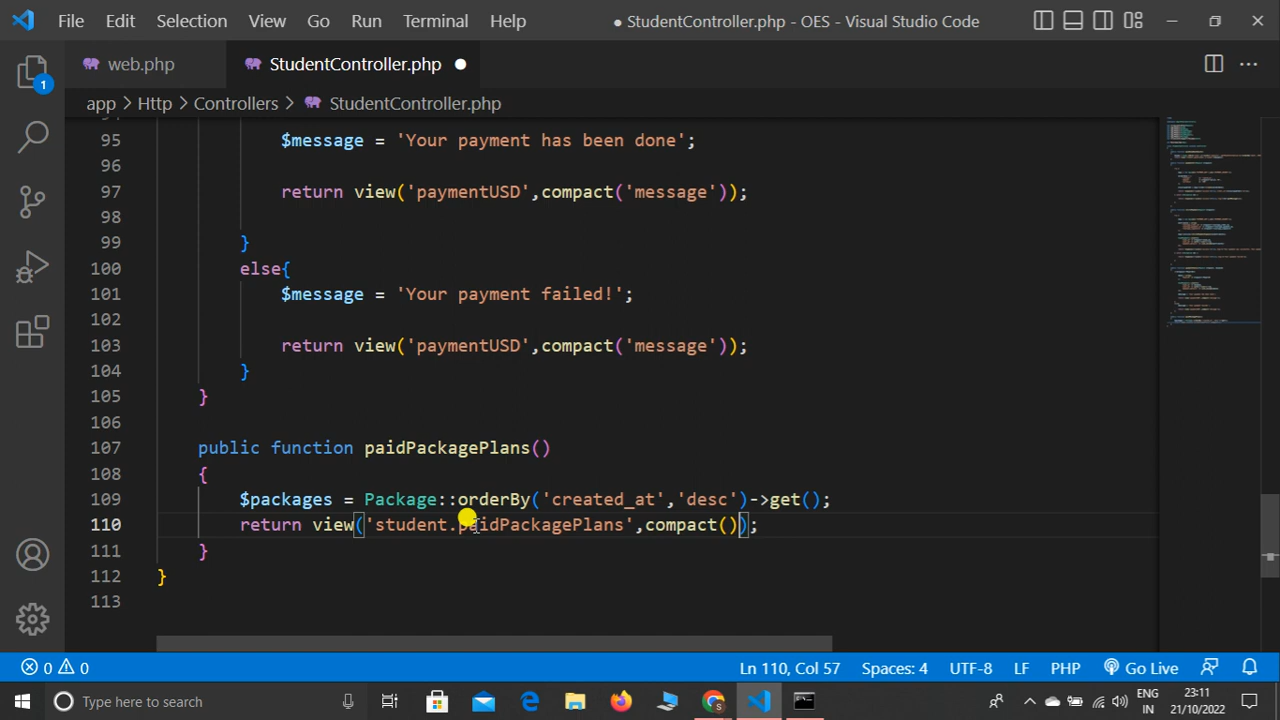 File Edit Selection View Go Run Terminal Help
● StudentController.php - OES - Visual Studio Code
web.php
StudentController.php
app > Http > Controllers > StudentController.php
1
95 $message = 'Your payment has been done';
96
97 return view('paymentUSD',compact('message'));
98
99 }
100 else{
101 $message = 'Your payment failed!';
102
103 return view('paymentUSD',compact('message'));
104 }
105 }
106
107 public function paidPackagePlans()
108 {
109 $packages = Package::orderBy('created_at','desc')->get();
110 return view('student.paidPackagePlans',compact());
111 }
112 }
113
0 0
Ln 110, Col 57
Spaces: 4
UTF-8
LF
PHP
Go Live
Type here to search
ENG
IN
23:11
21/10/2022